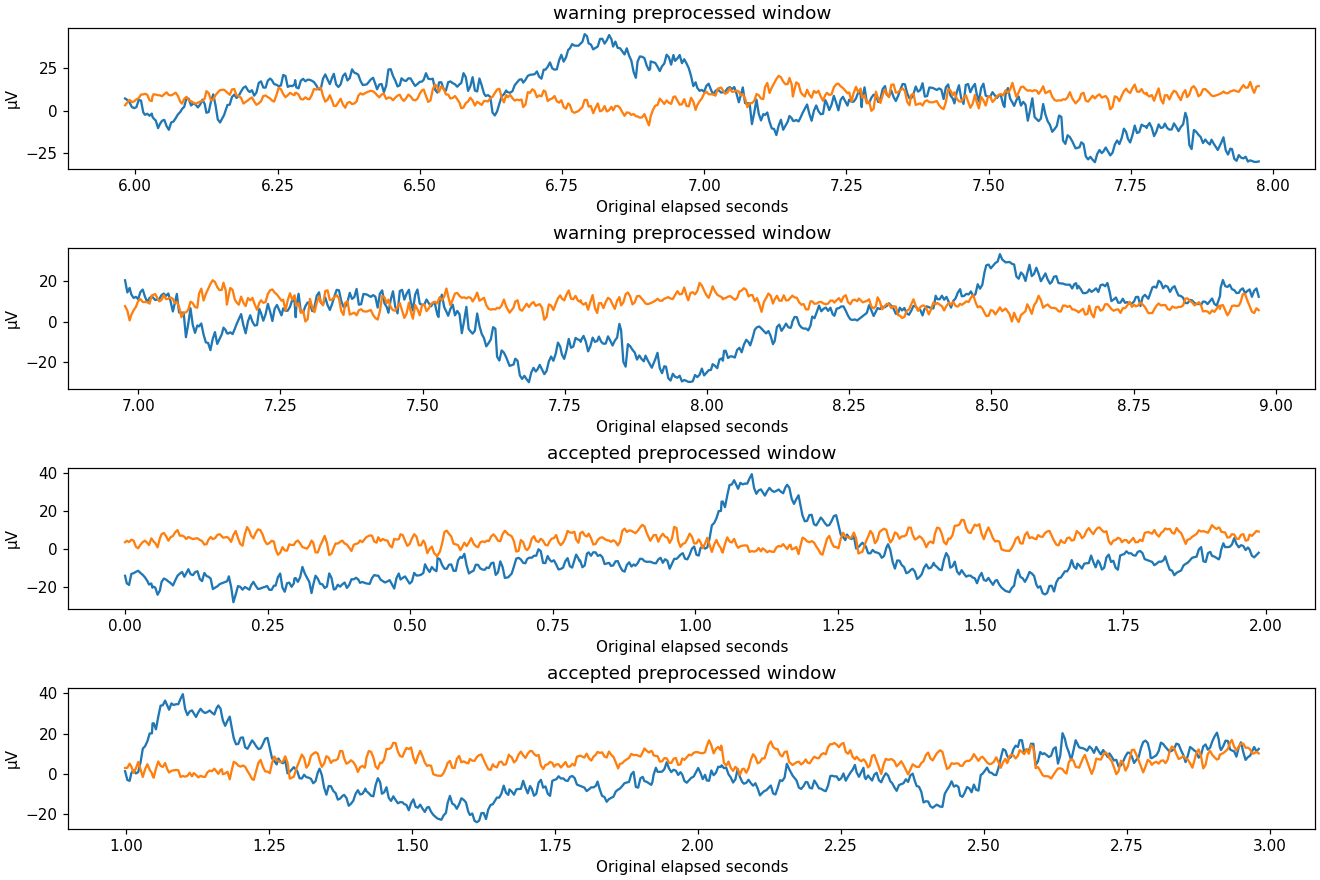 warning preprocessed window
25
0
−25
µV
6.00 6.25 6.50 6.75 7.00 7.25 7.50 7.75 8.00
Original elapsed seconds
warning preprocessed window
20
0
−20
µV
7.00 7.25 7.50 7.75 8.00 8.25 8.50 8.75 9.00
Original elapsed seconds
accepted preprocessed window
40
20
0
−20
µV
0.00 0.25 0.50 0.75 1.00 1.25 1.50 1.75 2.00
Original elapsed seconds
accepted preprocessed window
40
20
0
−20
µV
1.00 1.25 1.50 1.75 2.00 2.25 2.50 2.75 3.00
Original elapsed seconds